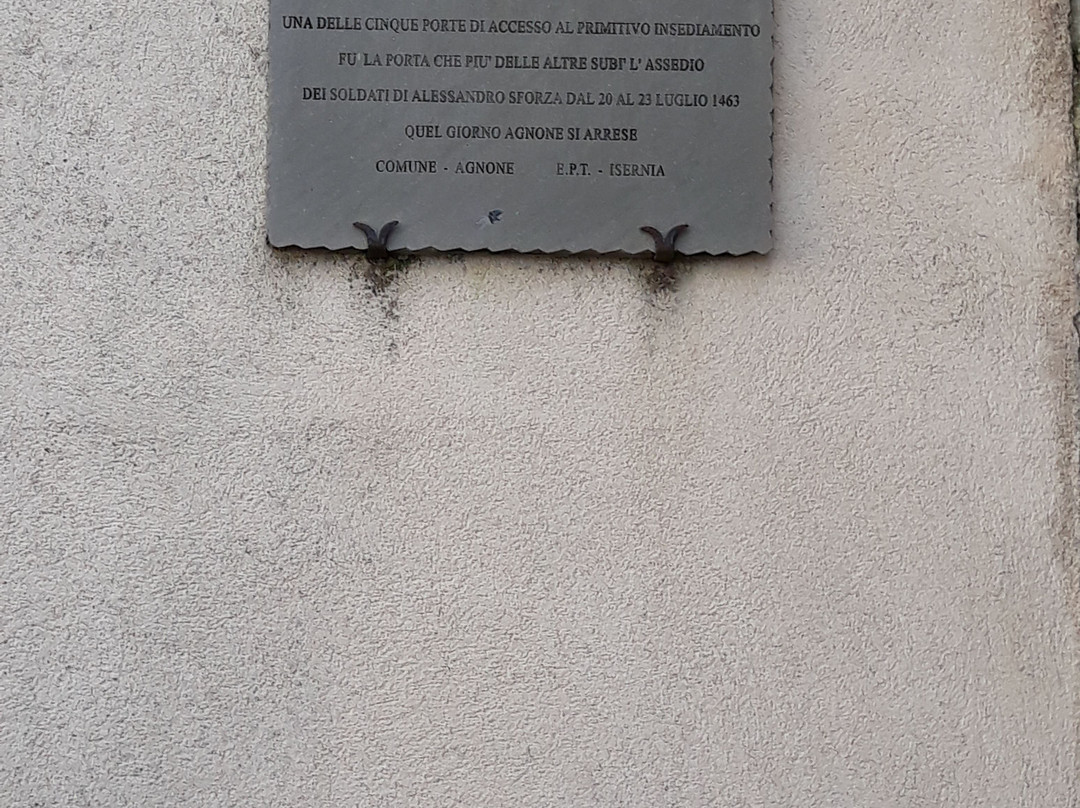 UNA DELLE CINQUE PORTE DI ACCESSO AL PRIMITIVO INSEDIAMENTO
FU' LA PORTA CHE PIU' DELLE ALTRE SUBI' L' ASSEDIO
DEI SOLDATI DI ALESSANDRO SFORZA DAL 20 AL 23 LUGLIO 1463
QUEL GIORNO AGNONE SI ARRESE
COMUNE - AGNONE E.P.T. - ISERNIA